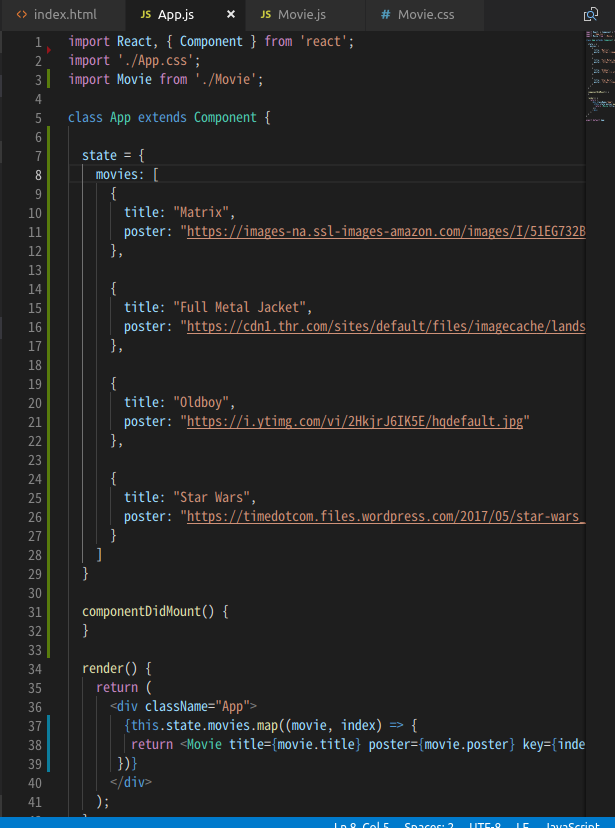 index.html
JS App.js ×
JS Movie.js
# Movie.css
1 import React, { Component } from 'react';
2 import './App.css';
3 import Movie from './Movie';
4
5 class App extends Component {
6
7 state = {
8 movies: [
9 {
10 title: "Matrix",
11 poster: "https://images-na.ssl-images-amazon.com/images/I/51EG732B
12 },
13
14 {
15 title: "Full Metal Jacket",
16 poster: "https://cdn1.thr.com/sites/default/files/imagecache/lands
17 },
18
19 {
20 title: "Oldboy",
21 poster: "https://i.ytimg.com/vi/2HkjrJ6IK5E/hqdefault.jpg"
22 },
23
24 {
25 title: "Star Wars",
26 poster: "https://timedotcom.files.wordpress.com/2017/05/star-wars_
27 }
28 ]
29 }
30
31 componentDidMount() {
32 }
33
34 render() {
35 return (
36 <div className="App">
37 {this.state.movies.map((movie, index) => {
38 return <Movie title={movie.title} poster={movie.poster} key={inde
39 })}
40 </div>
41 );
Ln 8, Col 5 Spaces: 2 UTF-8 LF JavaScript